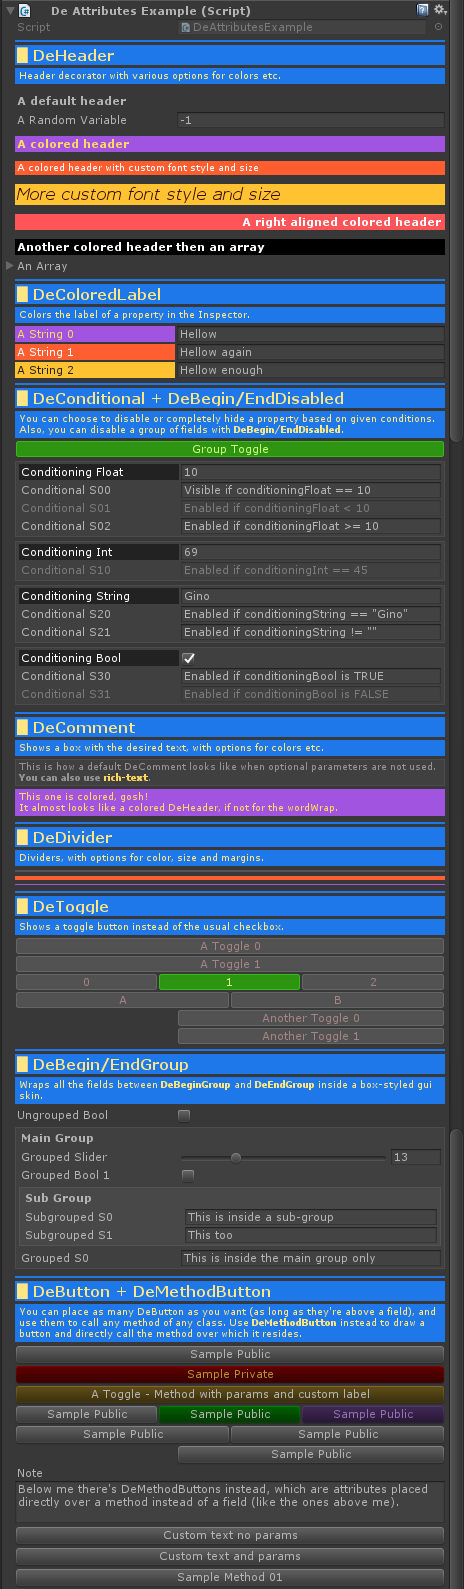 De Attributes Example (Script)
Script DeAttributesExample
DeHeader
Header decorator with various options for colors etc.
A default header
A Random Variable -1
A colored header
A colored header with custom font style and size
More custom font style and size
A right aligned colored header
Another colored header then an array
An Array
DeColoredLabel
Colors the label of a property in the Inspector.
A String 0 Hellow
A String 1 Hellow again
A String 2 Hellow enough
DeConditional + DeBegin/EndDisabled
You can choose to disable or completely hide a property based on given conditions.
Also, you can disable a group of fields with DeBegin/EndDisabled.
Group Toggle
Conditioning Float 10
Conditional S00 Visible if conditioningFloat == 10
Conditional S01 Enabled if conditioningFloat < 10
Conditional S02 Enabled if conditioningFloat >= 10
Conditioning Int 69
Conditional S10 Enabled if conditioningInt == 45
Conditioning String Gino
Conditional S20 Enabled if conditioningString == "Gino"
Conditional S21 Enabled if conditioningString != ""
Conditioning Bool
Conditional S30 Enabled if conditioningBool is TRUE
Conditional S31 Enabled if conditioningBool is FALSE
DeComment
Shows a box with the desired text, with options for colors etc.
This is how a default DeComment looks like when optional parameters are not used.
You can also use rich-text.
This one is colored, gosh!
It almost looks like a colored DeHeader, if not for the wordWrap.
DeDivider
Dividers, with options for color, size and margins.
DeToggle
Shows a toggle button instead of the usual checkbox.
A Toggle 0
A Toggle 1
0 1 2
A B
Another Toggle 0
Another Toggle 1
DeBegin/EndGroup
Wraps all the fields between DeBeginGroup and DeEndGroup inside a box-styled gui
skin.
Ungrouped Bool
Main Group
Grouped Slider 13
Grouped Bool 1
Sub Group
Subgrouped S0 This is inside a sub-group
Subgrouped S1 This too
Grouped S0 This is inside the main group only
DeButton + DeMethodButton
You can place as many DeButton as you want (as long as they're above a field), and
use them to call any method of any class. Use DeMethodButton instead to draw a
button and directly call the method over which it resides.
Sample Public
Sample Private
A Toggle - Method with params and custom label
Sample Public Sample Public Sample Public
Sample Public Sample Public
Sample Public
Note
Below me there's DeMethodButtons instead, which are attributes placed
directly over a method instead of a field (like the ones above me).
Custom text no params
Custom text and params
Sample Method 01